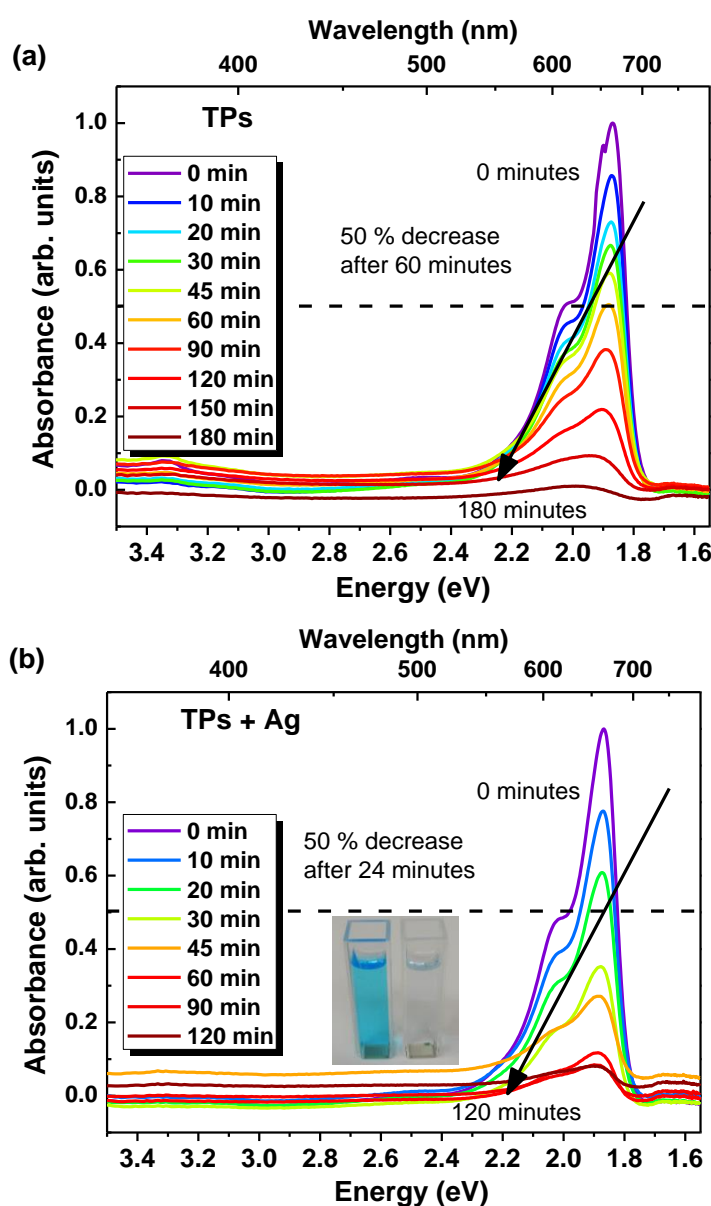 Wavelength (nm)
(a)
400 500 600 700
TPs
1.0
0.8
0.6
0.4
0.2
0.0
Absorbance (arb. units)
0 min
10 min
20 min
30 min
45 min
60 min
90 min
120 min
150 min
180 min
0 minutes
50 % decrease
after 60 minutes
180 minutes
3.4 3.2 3.0 2.8 2.6 2.4 2.2 2.0 1.8 1.6
Energy (eV)
Wavelength (nm)
(b)
400 500 600 700
TPs + Ag
1.0
0.8
0.6
0.4
0.2
0.0
Absorbance (arb. units)
0 min
10 min
20 min
30 min
45 min
60 min
90 min
120 min
0 minutes
50 % decrease
after 24 minutes
120 minutes
3.4 3.2 3.0 2.8 2.6 2.4 2.2 2.0 1.8 1.6
Energy (eV)